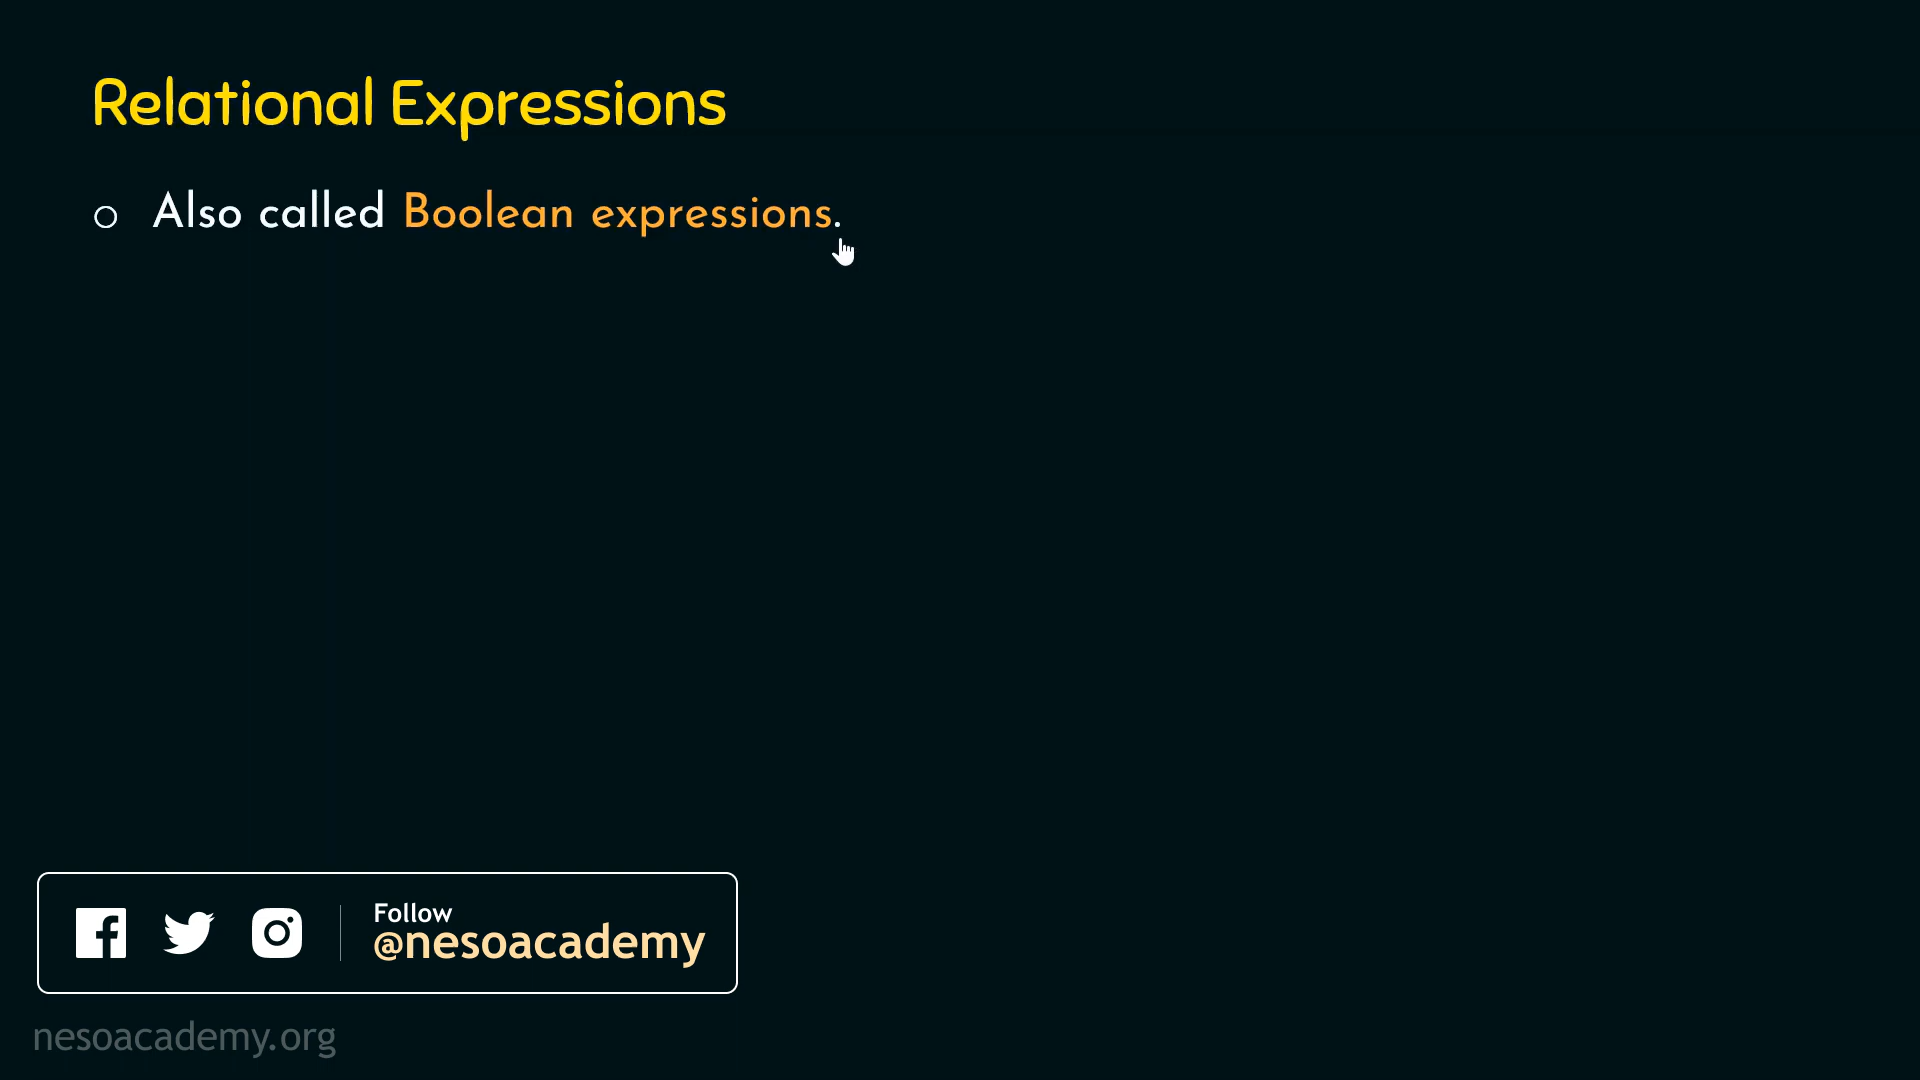 Relational Expressions
○ Also called Boolean expressions.
Follow
@nesoacademy
nesoacademy.org